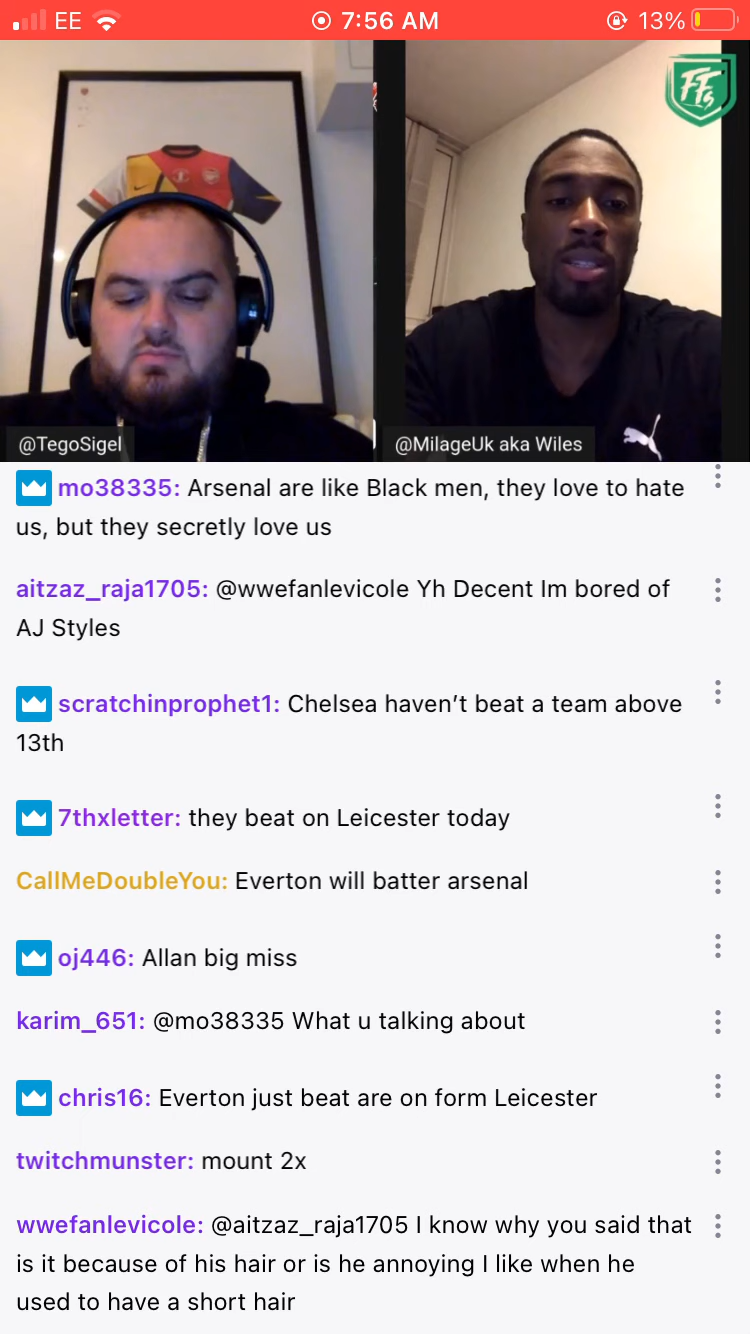 EE 7:56 AM 13%
FFs
@TegoSigel
@MilageUk aka Wiles
mo38335: Arsenal are like Black men, they love to hate
us, but they secretly love us
aitzaz_raja1705: @wwefanlevicole Yh Decent Im bored of
AJ Styles
scratchinprophet1: Chelsea haven’t beat a team above
13th
7thxletter: they beat on Leicester today
CallMeDoubleYou: Everton will batter arsenal
oj446: Allan big miss
karim_651: @mo38335 What u talking about
chris16: Everton just beat are on form Leicester
twitchmunster: mount 2x
wwefanlevicole: @aitzaz_raja1705 I know why you said that
is it because of his hair or is he annoying I like when he
used to have a short hair